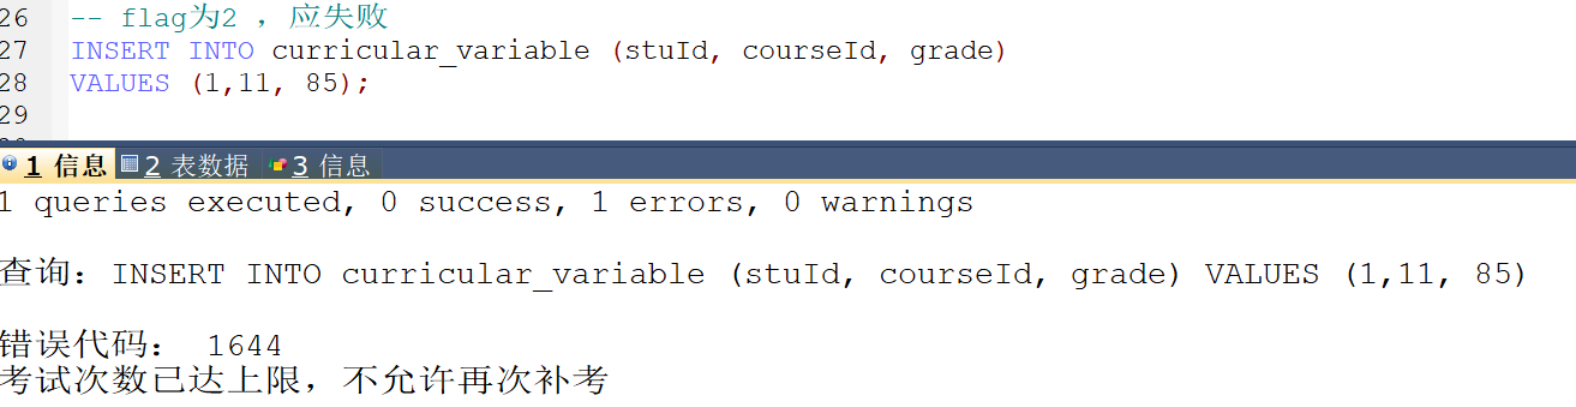 26 -- flag为2 ，应失败
27 INSERT INTO curricular_variable (stuId, courseId, grade)
28 VALUES (1,11, 85);
29
1 信息 2 表数据 3 信息
1 queries executed, 0 success, 1 errors, 0 warnings
查询：INSERT INTO curricular_variable (stuId, courseId, grade) VALUES (1,11, 85)
错误代码： 1644
考试次数已达上限，不允许再次补考